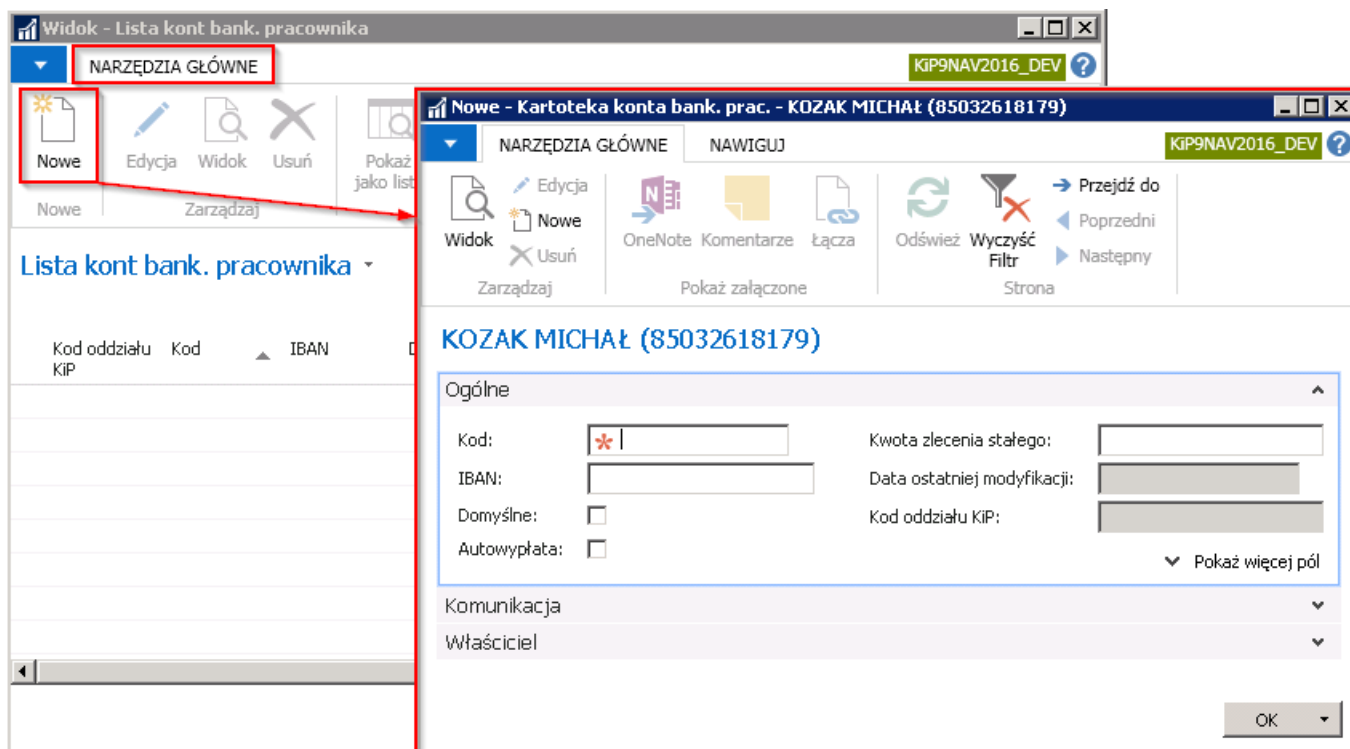 Widok - Lista kont bank. pracownika
NARZĘDZIA GŁÓWNE
KiP9NAV2016_DEV
Nowe
Edycja
Widok
Usuń
Pokaż
jako list
Nowe
Zarządzaj
Lista kont bank. pracownika
Kod oddziału KiP
Kod
IBAN
Nowe - Kartoteka konta bank. prac. - KOZAK MICHAŁ (85032618179)
NARZĘDZIA GŁÓWNE
NAWIGUJ
KiP9NAV2016_DEV
Widok
Edycja
Nowe
Usuń
Zarządzaj
OneNote
Komentarze
Łącza
Pokaż załączone
Odśwież
Wyczyść
Filtr
Przejdź do
Poprzedni
Następny
Strona
KOZAK MICHAŁ (85032618179)
Ogólne
Kod:
IBAN:
Domyślne:
Autowypłata:
Kwota zlecenia stałego:
Data ostatniej modyfikacji:
Kod oddziału KiP:
Pokaż więcej pól
Komunikacja
Właściciel
OK